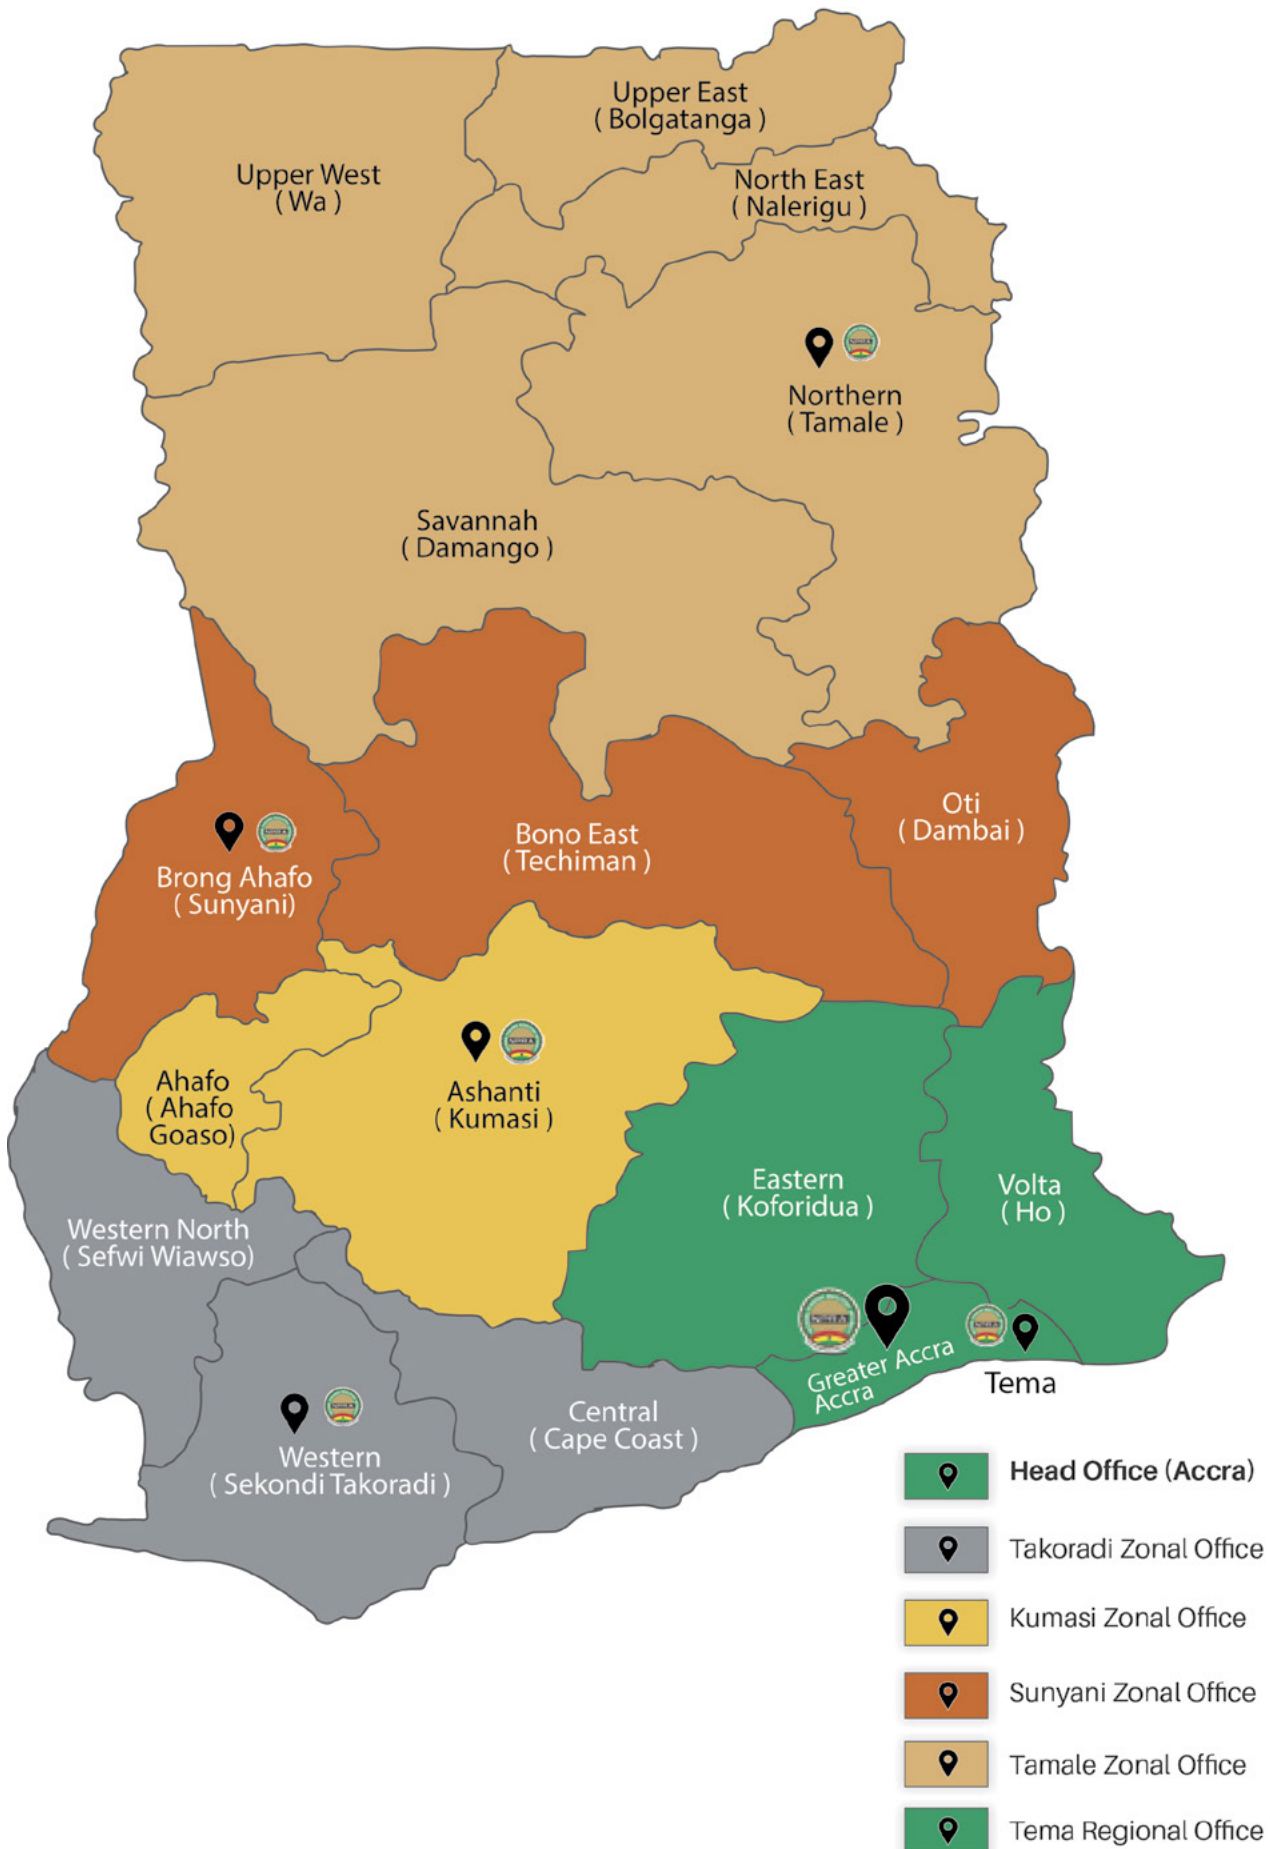 Upper East
( Bolgatanga )
Upper West
( Wa )
North East
( Nalerigu )
Northern
( Tamale )
Savannah
( Damango )
Oti
( Dambai )
Bono East
( Techiman )
Brong Ahafo
( Sunyani)
Ahafo
( Ahafo
Goaso)
Ashanti
( Kumasi )
Eastern
( Koforidua )
Volta
( Ho )
Western North
( Sefwi Wiawso)
Greater Accra
Accra
Tema
Central
( Cape Coast )
Western
( Sekondi Takoradi )
Head Office (Accra)
Takoradi Zonal Office
Kumasi Zonal Office
Sunyani Zonal Office
Tamale Zonal Office
Tema Regional Office